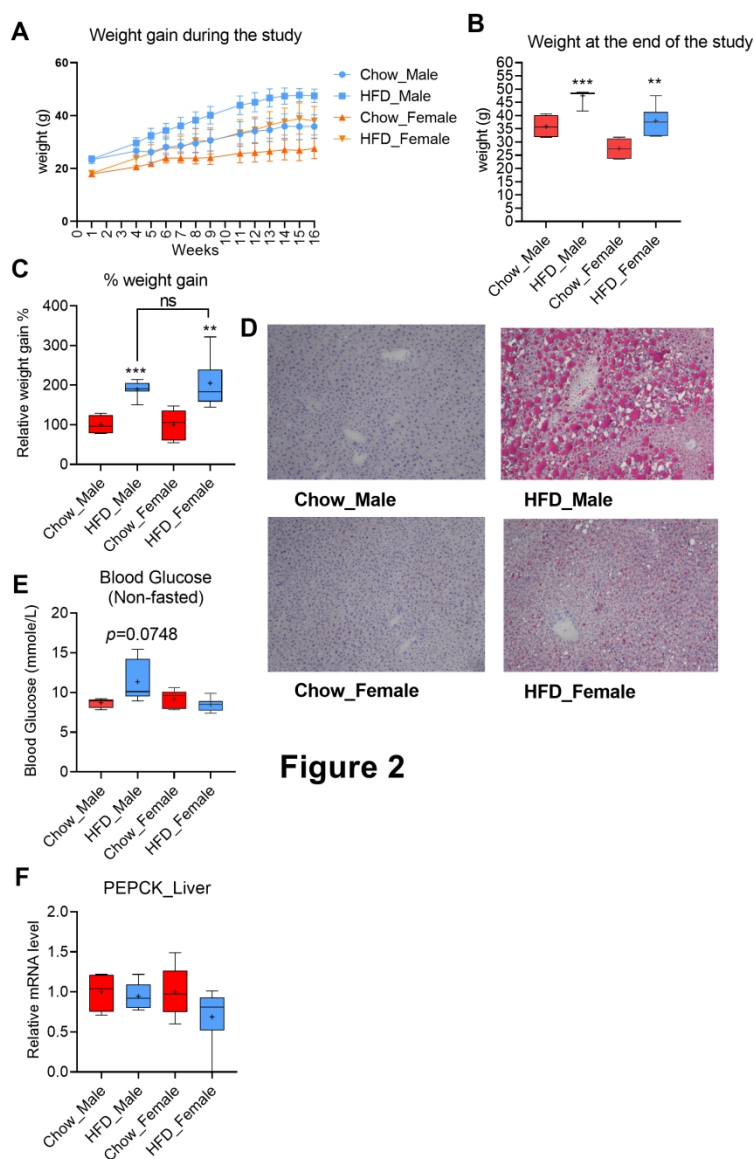 A
Weight gain during the study
weight (g)
60
40
20
0
0 1 2 3 4 5 6 7 8 9 10 11 12 13 14 15 16
Weeks
Chow_Male
HFD_Male
Chow_Female
HFD_Female
B
Weight at the end of the study
weight (g)
60
55
50
45
40
35
30
25
20
15
10
5
0
***
**
Chow_Male
HFD_Male
Chow_Female
HFD_Female
C
% weight gain
ns
Relative weight gain %
400
300
200
100
0
***
**
Chow_Male
HFD_Male
Chow_Female
HFD_Female
D
Chow_Male
HFD_Male
Chow_Female
HFD_Female
E
Blood Glucose
(Non-fasted)
p=0.0748
Blood Glucose (mmole/L)
20
15
10
5
0
Chow_Male
HFD_Male
Chow_Female
HFD_Female
Figure 2
F
PEPCK_Liver
Relative mRNA level
2.0
1.5
1.0
0.5
0.0
Chow_Male
HFD_Male
Chow_Female
HFD_Female